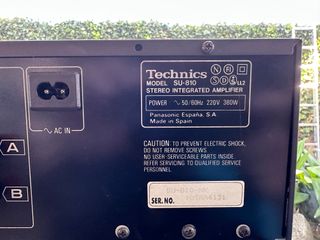 Technics
MODEL SU-810
STEREO INTEGRATED AMPLIFIER
POWER ∿ 50/60Hz 220V 380W
Panasonic España, S.A.
Made in Spain
∿ AC IN
A
B
CAUTION TO PREVENT ELECTRIC SHOCK,
DO NOT REMOVE SCREWS
NO USER-SERVICEABLE PARTS INSIDE
REFER SERVICING TO QUALIFIED SERVICE
PERSONNEL
SER. NO.